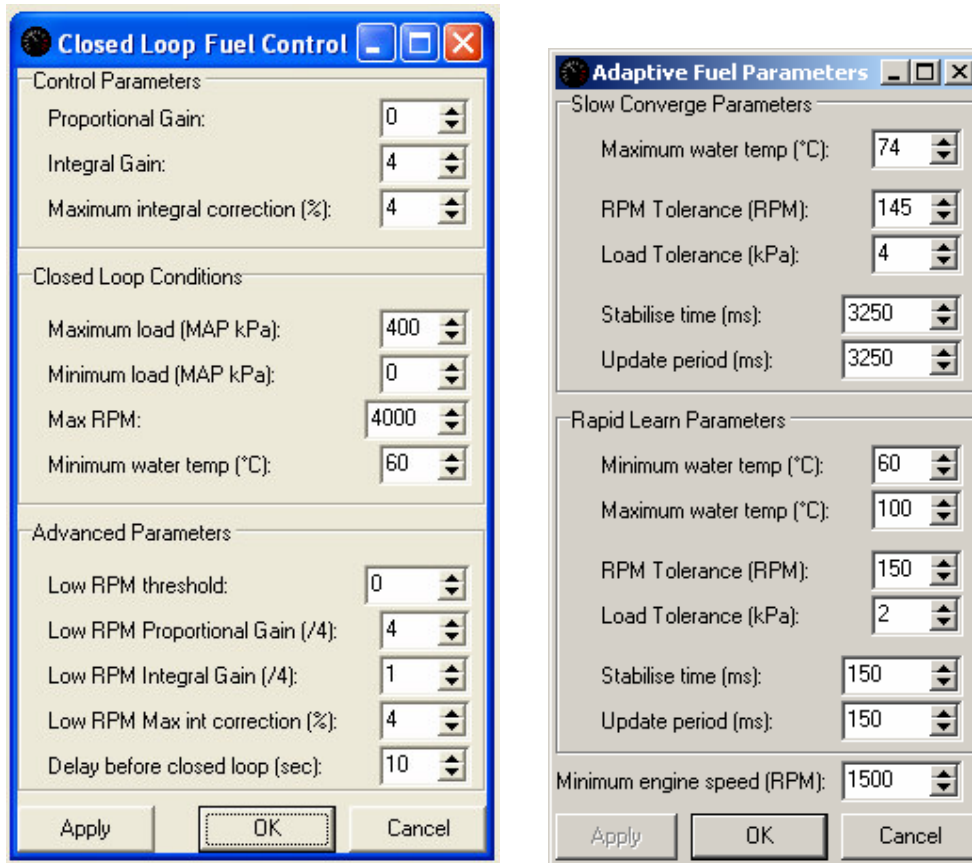 Closed Loop Fuel Control
Control Parameters
Proportional Gain: 0
Integral Gain: 4
Maximum integral correction (%): 4
Closed Loop Conditions
Maximum load (MAP kPa): 400
Minimum load (MAP kPa): 0
Max RPM: 4000
Minimum water temp (°C): 60
Advanced Parameters
Low RPM threshold: 0
Low RPM Proportional Gain (/4): 4
Low RPM Integral Gain (/4): 1
Low RPM Max int correction (%): 4
Delay before closed loop (sec): 10
Apply OK Cancel
Adaptive Fuel Parameters
Slow Converge Parameters
Maximum water temp (°C): 74
RPM Tolerance (RPM): 145
Load Tolerance (kPa): 4
Stabilise time (ms): 3250
Update period (ms): 3250
Rapid Learn Parameters
Minimum water temp (°C): 60
Maximum water temp (°C): 100
RPM Tolerance (RPM): 150
Load Tolerance (kPa): 2
Stabilise time (ms): 150
Update period (ms): 150
Minimum engine speed (RPM): 1500
Apply OK Cancel